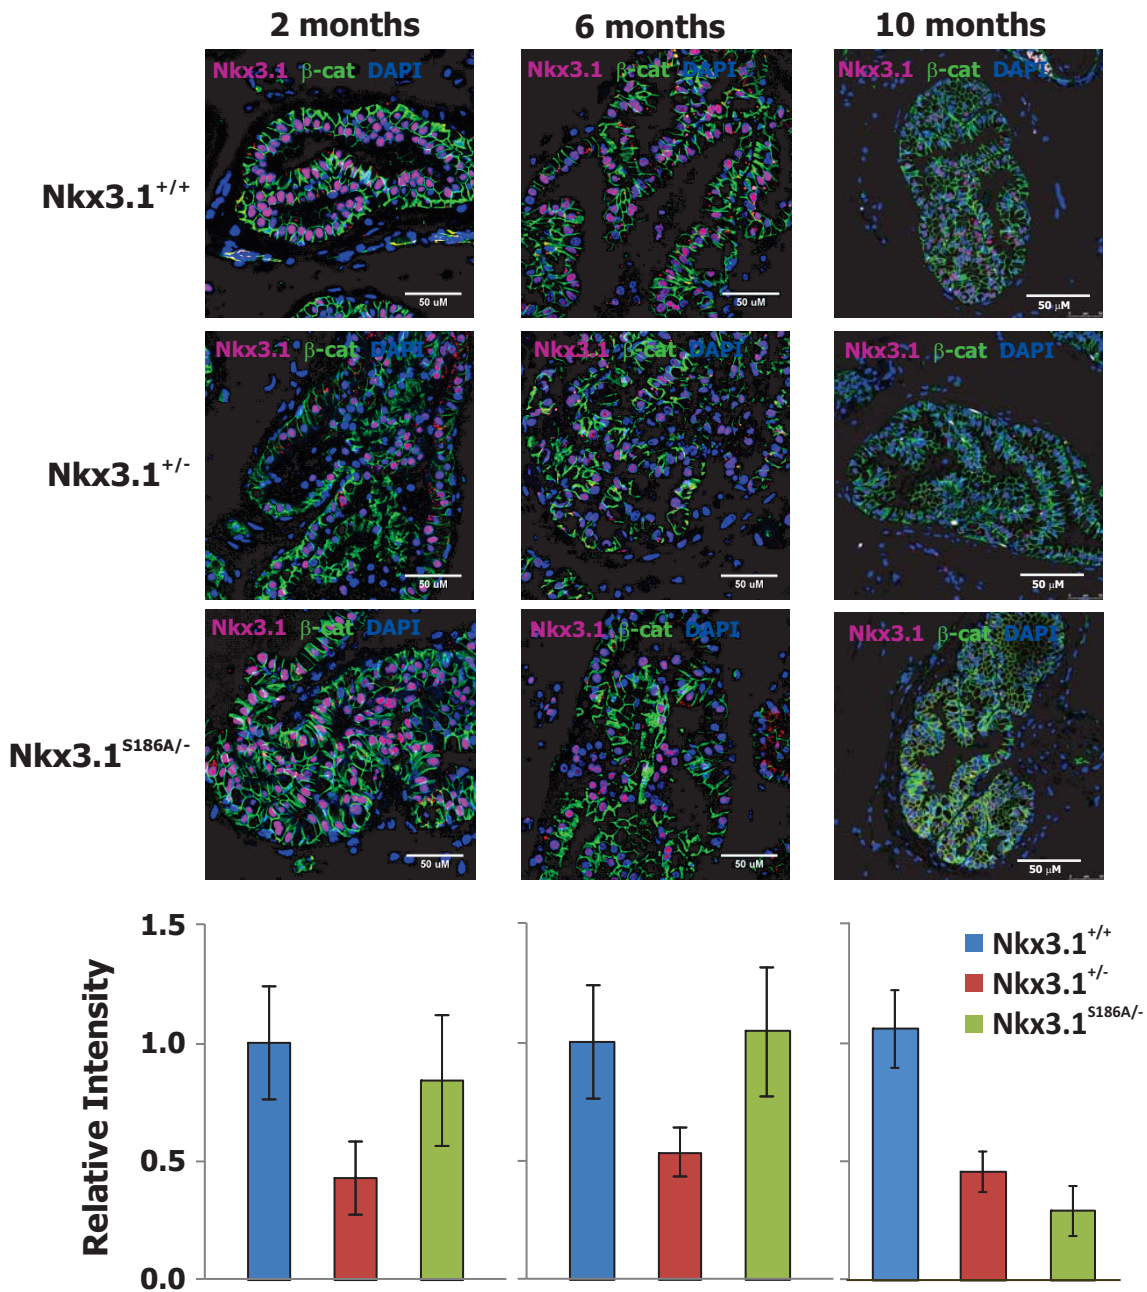 2 months 6 months 10 months
Nkx3.1 β-cat DAPI Nkx3.1 β-cat DAPI Nkx3.1 β-cat DAPI
Nkx3.1+/+
50 uM 50 uM 50 μM
Nkx3.1 β-cat DAPI Nkx3.1 β-cat DAPI Nkx3.1 β-cat DAPI
Nkx3.1+/-
50 uM 50 uM 50 μM
Nkx3.1 β-cat DAPI Nkx3.1 β-cat DAPI Nkx3.1 β-cat DAPI
Nkx3.1S186A/-
50 uM 50 uM 50 μM
Relative Intensity
1.5
1.0
0.5
0.0
Nkx3.1+/+
Nkx3.1+/-
Nkx3.1S186A/-